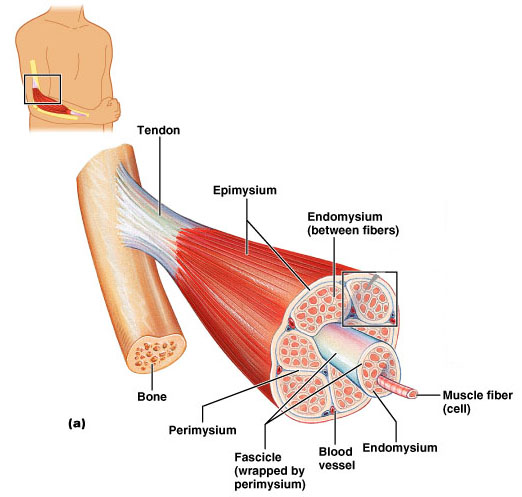 Tendon
Epimysium
Endomysium
(between fibers)
Bone
(a)
Perimysium
Fascicle
(wrapped by
perimysium)
Blood
vessel
Endomysium
Muscle fiber
(cell)